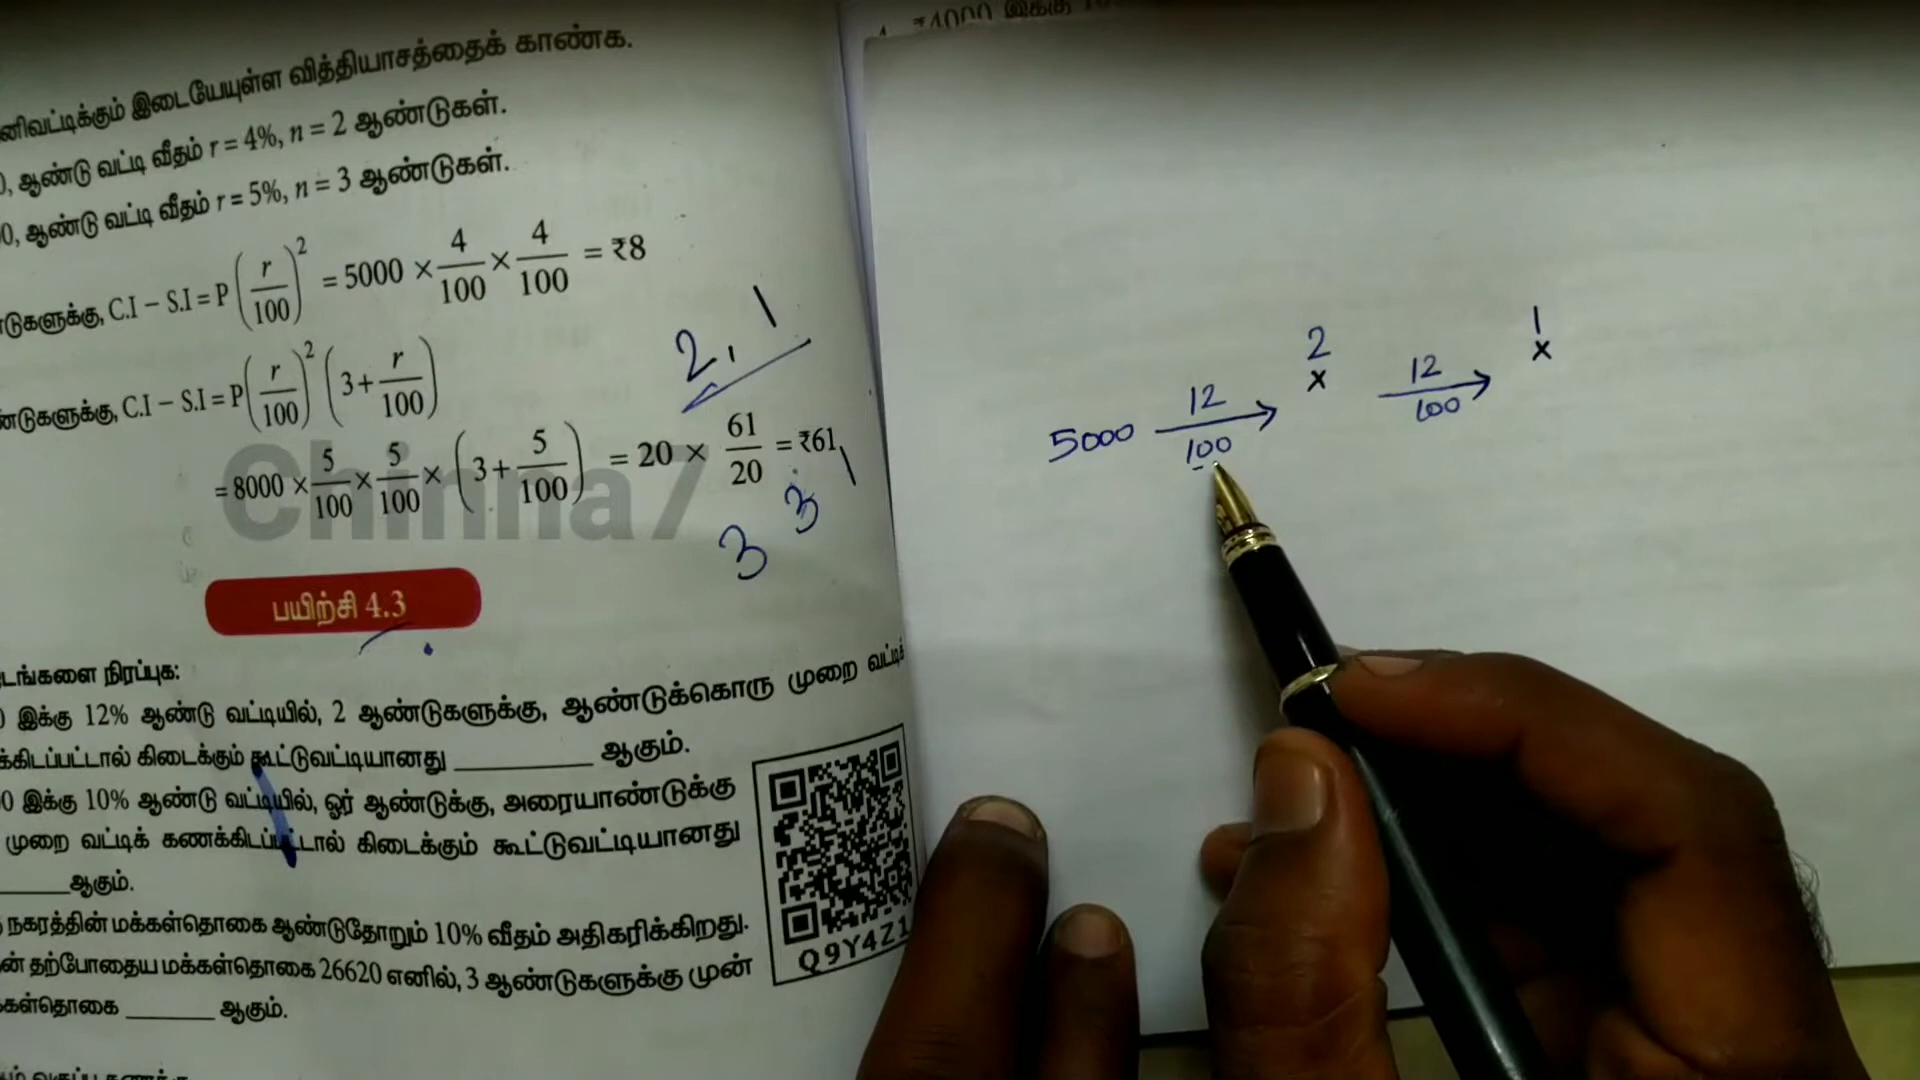 னிவட்டிக்கும் இடையேயுள்ள வித்தியாசத்தைக் காண்க.
0, ஆண்டு வட்டி வீதம் r = 4%, n = 2 ஆண்டுகள்.
00, ஆண்டு வட்டி வீதம் r = 5%, n = 3 ஆண்டுகள்.
டுகளுக்கு, C.I – S.I = P (r/100)² = 5000 × 4/100 × 4/100 = ₹8
டுகளுக்கு, C.I – S.I = P (r/100)² (3 + r/100)
= 8000 × 5/100 × 5/100 × (3 + 5/100) = 20 × 61/20 = ₹61
2, 1
3 3 1
Chinna7
பயிற்சி 4.3
டங்களை நிரப்புக:
0 இக்கு 12% ஆண்டு வட்டியில், 2 ஆண்டுகளுக்கு, ஆண்டுக்கொரு முறை வட்டிக்
க்கிடப்பட்டால் கிடைக்கும் கூட்டுவட்டியானது ________ ஆகும்.
00 இக்கு 10% ஆண்டு வட்டியில், ஓர் ஆண்டுக்கு, அரையாண்டுக்கு
முறை வட்டிக் கணக்கிடப்பட்டால் கிடைக்கும் கூட்டுவட்டியானது
______ஆகும்.
நகரத்தின் மக்கள்தொகை ஆண்டுதோறும் 10% வீதம் அதிகரிக்கிறது.
ன் தற்போதைய மக்கள்தொகை 26620 எனில், 3 ஆண்டுகளுக்கு முன்
க்கள்தொகை ______ ஆகும்.
Q9Y4Z1
₹4000 இக்கு
5000 12/100 → 2 x 12/100 → 1 x